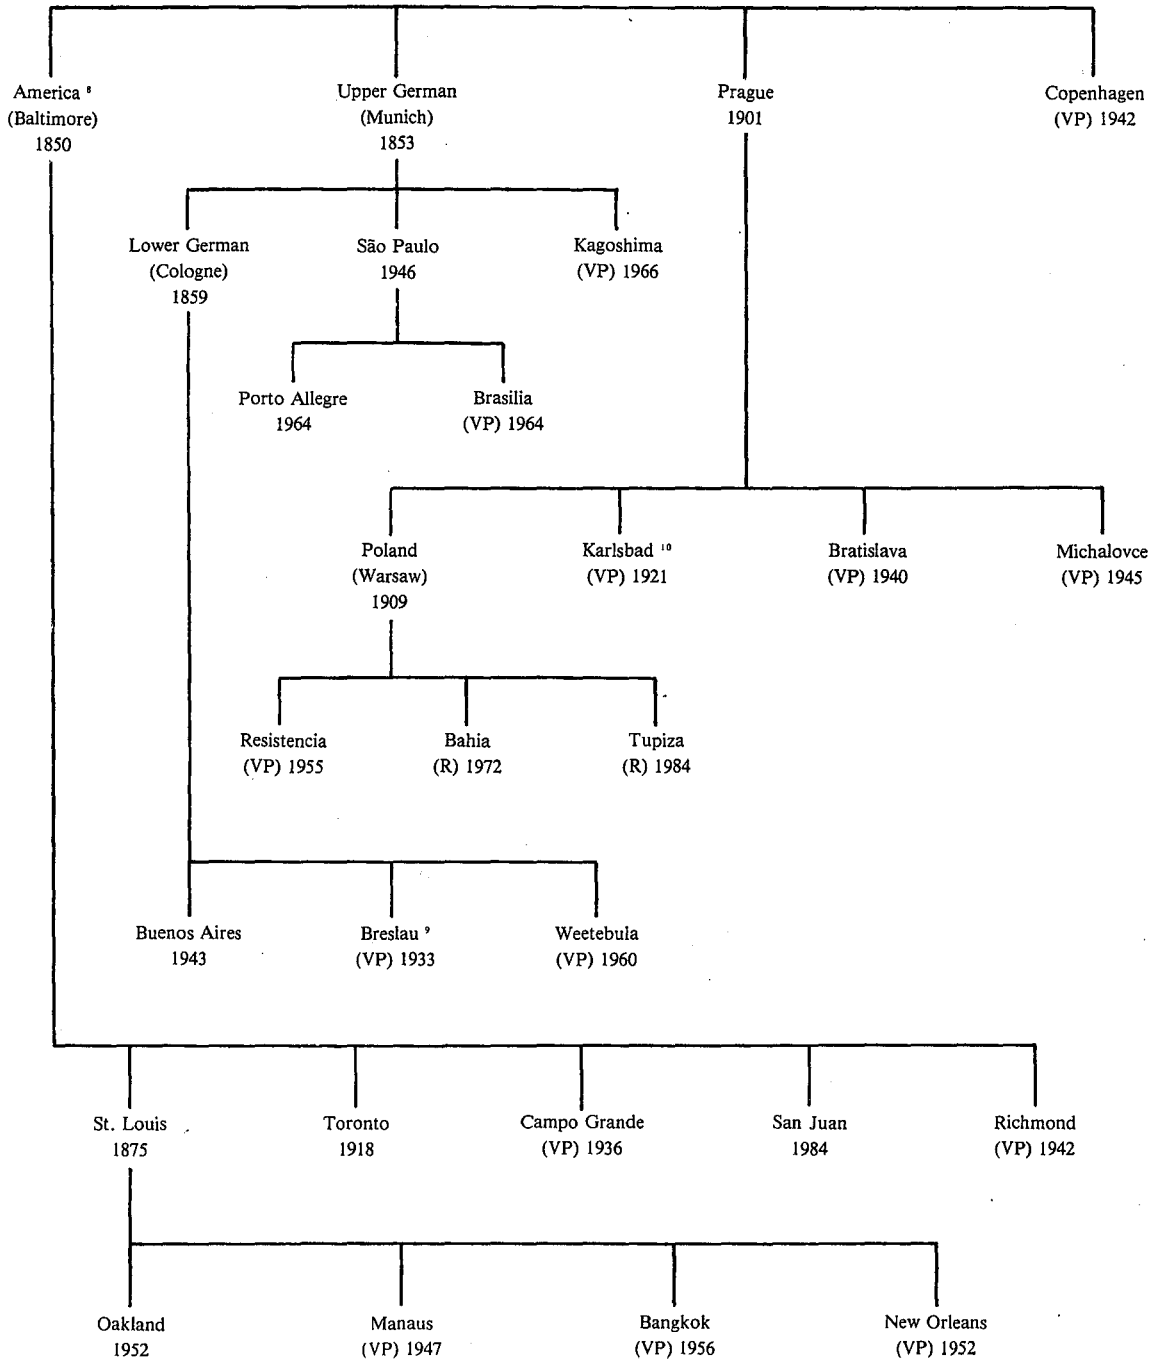 America ⁸
(Baltimore)
1850
Upper German
(Munich)
1853
Prague
1901
Copenhagen
(VP) 1942
Lower German
(Cologne)
1859
São Paulo
1946
Kagoshima
(VP) 1966
Porto Allegre
1964
Brasilia
(VP) 1964
Poland
(Warsaw)
1909
Karlsbad ¹⁰
(VP) 1921
Bratislava
(VP) 1940
Michalovce
(VP) 1945
Resistencia
(VP) 1955
Bahia
(R) 1972
Tupiza
(R) 1984
Buenos Aires
1943
Breslau ⁹
(VP) 1933
Weetebula
(VP) 1960
St. Louis
1875
Toronto
1918
Campo Grande
(VP) 1936
San Juan
1984
Richmond
(VP) 1942
Oakland
1952
Manaus
(VP) 1947
Bangkok
(VP) 1956
New Orleans
(VP) 1952